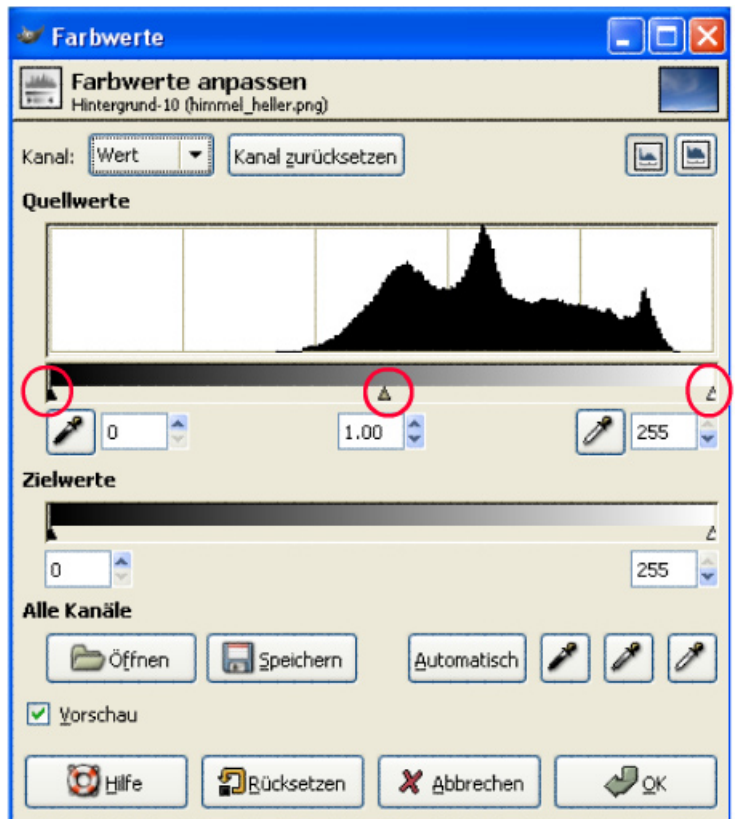 Farbwerte
Farbwerte anpassen
Hintergrund-10 (himmel_heller.png)
Kanal: Wert Kanal zurücksetzen
Quellwerte
0 1.00 255
Zielwerte
0 255
Alle Kanäle
Öffnen Speichern Automatisch
Vorschau
Hilfe Rücksetzen Abbrechen OK